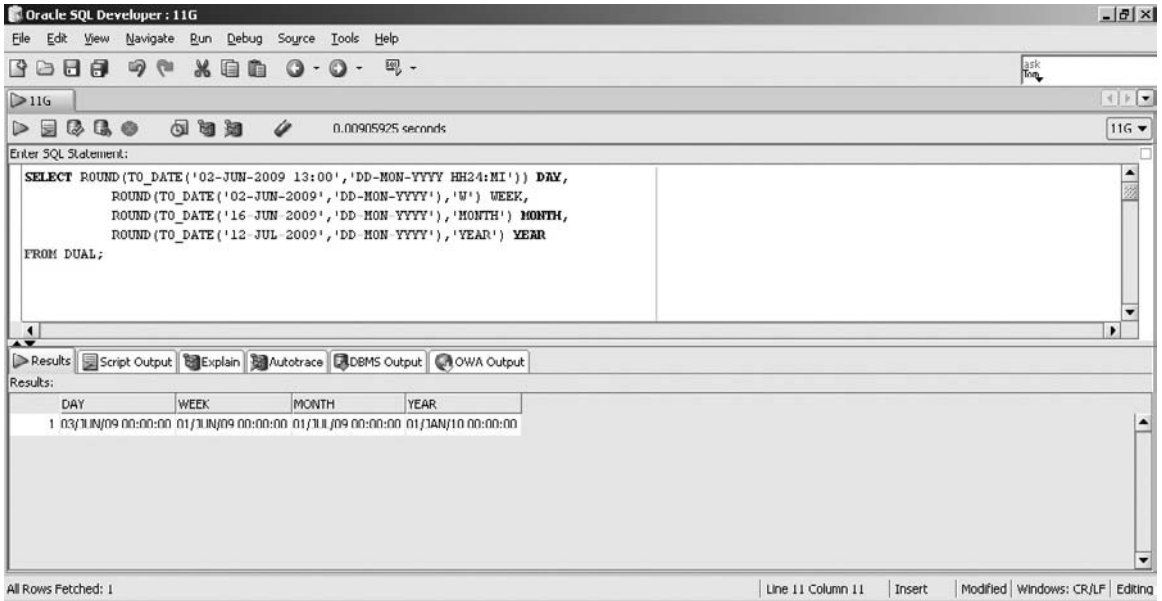 Oracle SQL Developer : 11G
File Edit View Navigate Run Debug Source Tools Help
ask
Tom
11G
0.00905925 seconds
11G
Enter SQL Statement:
SELECT ROUND(TO_DATE('02-JUN-2009 13:00','DD-MON-YYYY HH24:MI')) DAY,
ROUND(TO_DATE('02-JUN-2009','DD-MON-YYYY'),'W') WEEK,
ROUND(TO_DATE('16-JUN-2009','DD-MON-YYYY'),'MONTH') MONTH,
ROUND(TO_DATE('12-JUL-2009','DD-MON-YYYY'),'YEAR') YEAR
FROM DUAL;
Results Script Output Explain Autotrace DBMS Output OWA Output
Results:
DAY WEEK MONTH YEAR
1 03/JUN/09 00:00:00 01/JUN/09 00:00:00 01/JUL/09 00:00:00 01/JAN/10 00:00:00
All Rows Fetched: 1 Line 11 Column 11 Insert Modified Windows: CR/LF Editing